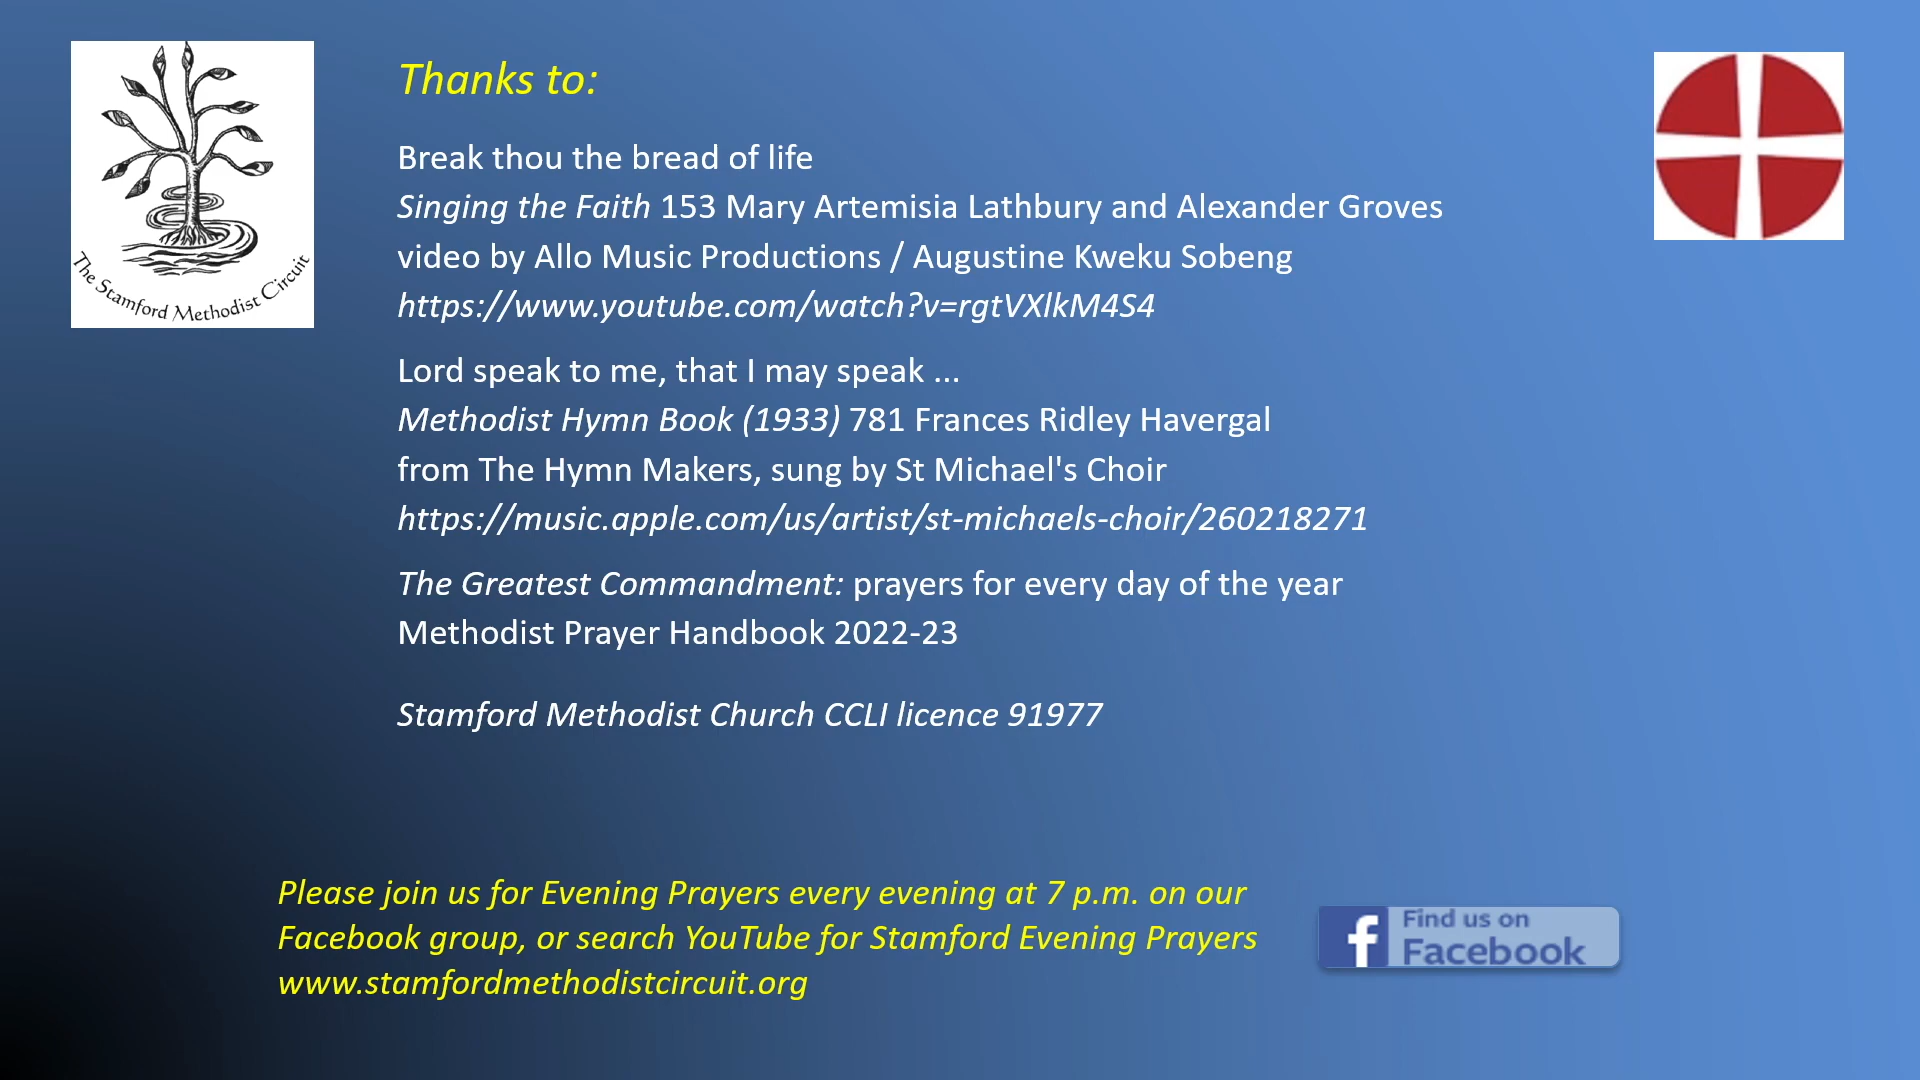 The Stamford Methodist Circuit
Thanks to:
Break thou the bread of life
Singing the Faith 153 Mary Artemisia Lathbury and Alexander Groves
video by Allo Music Productions / Augustine Kweku Sobeng
https://www.youtube.com/watch?v=rgtVXlkM4S4
Lord speak to me, that I may speak ...
Methodist Hymn Book (1933) 781 Frances Ridley Havergal
from The Hymn Makers, sung by St Michael's Choir
https://music.apple.com/us/artist/st-michaels-choir/260218271
The Greatest Commandment: prayers for every day of the year
Methodist Prayer Handbook 2022-23
Stamford Methodist Church CCLI licence 91977
Please join us for Evening Prayers every evening at 7 p.m. on our
Facebook group, or search YouTube for Stamford Evening Prayers
www.stamfordmethodistcircuit.org
f
Find us on
Facebook